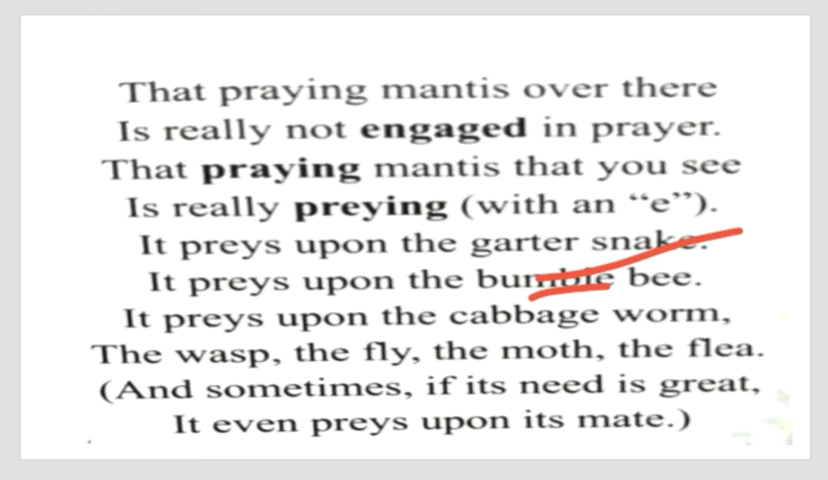 That praying mantis over there
Is really not engaged in prayer.
That praying mantis that you see
Is really preying (with an “e”).
It preys upon the garter snake.
It preys upon the bumble bee.
It preys upon the cabbage worm,
The wasp, the fly, the moth, the flea.
(And sometimes, if its need is great,
It even preys upon its mate.)